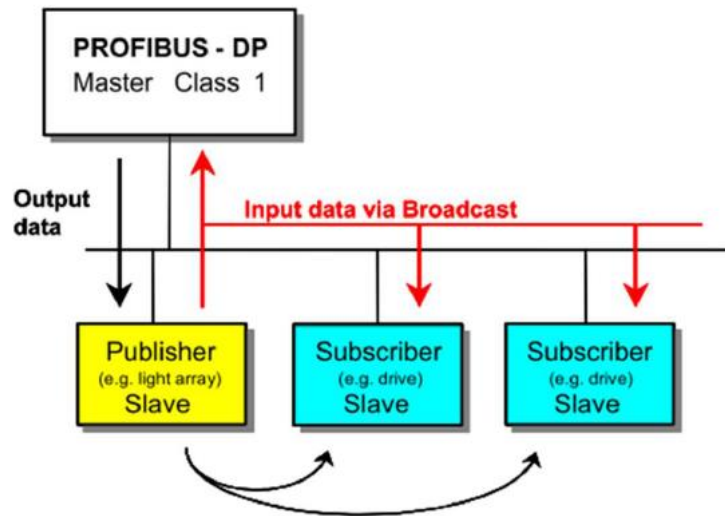 PROFIBUS - DP
Master Class 1
Output
data
Input data via Broadcast
Publisher
(e.g. light array)
Slave
Subscriber
(e.g. drive)
Slave
Subscriber
(e.g. drive)
Slave